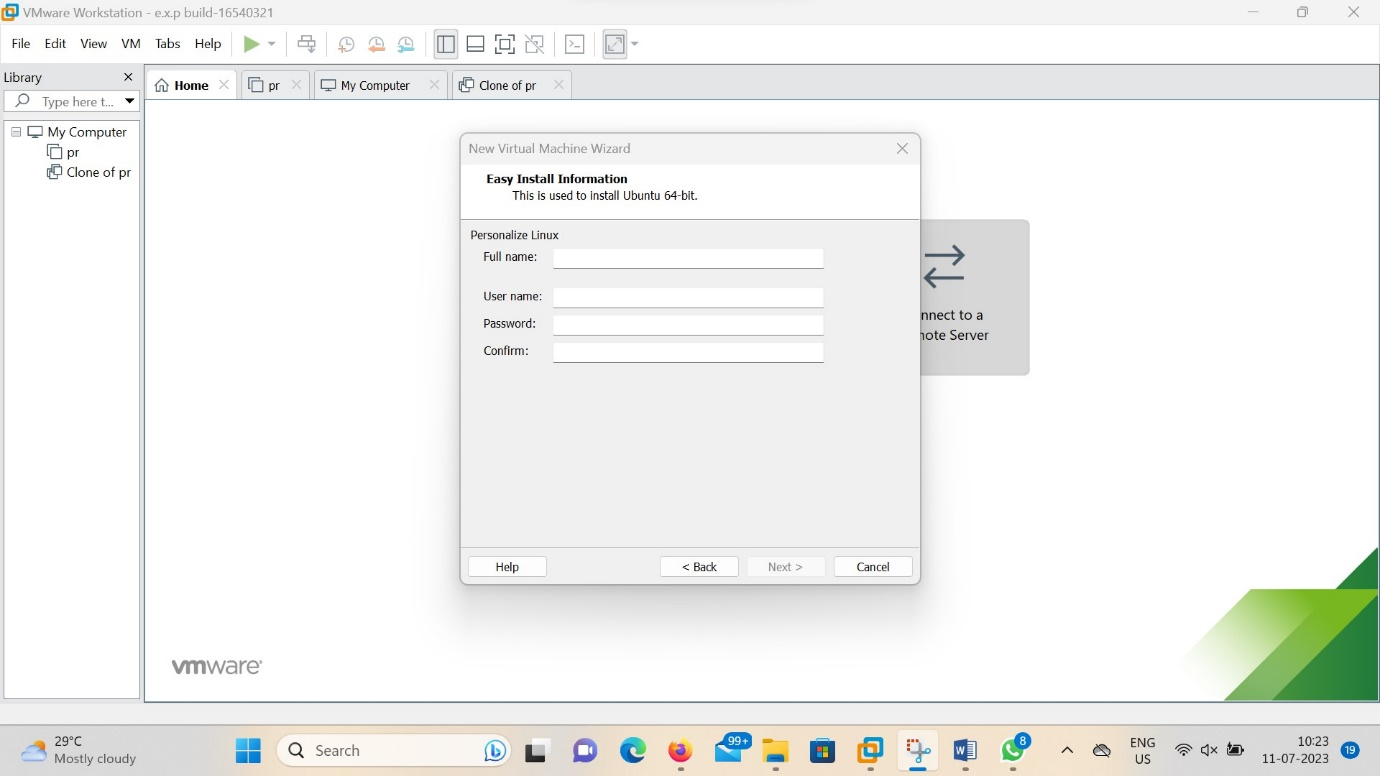 VMware Workstation - e.x.p build-16540321
File Edit View VM Tabs Help
Library
Type here t...
Home
pr
My Computer
Clone of pr
My Computer
pr
Clone of pr
New Virtual Machine Wizard
Easy Install Information
This is used to install Ubuntu 64-bit.
Personalize Linux
Full name:
User name:
Password:
Confirm:
Help
< Back
Next >
Cancel
nnect to a
ote Server
vmware
29°C
Mostly cloudy
Search
99+
8
ENG
US
10:23
11-07-2023
19